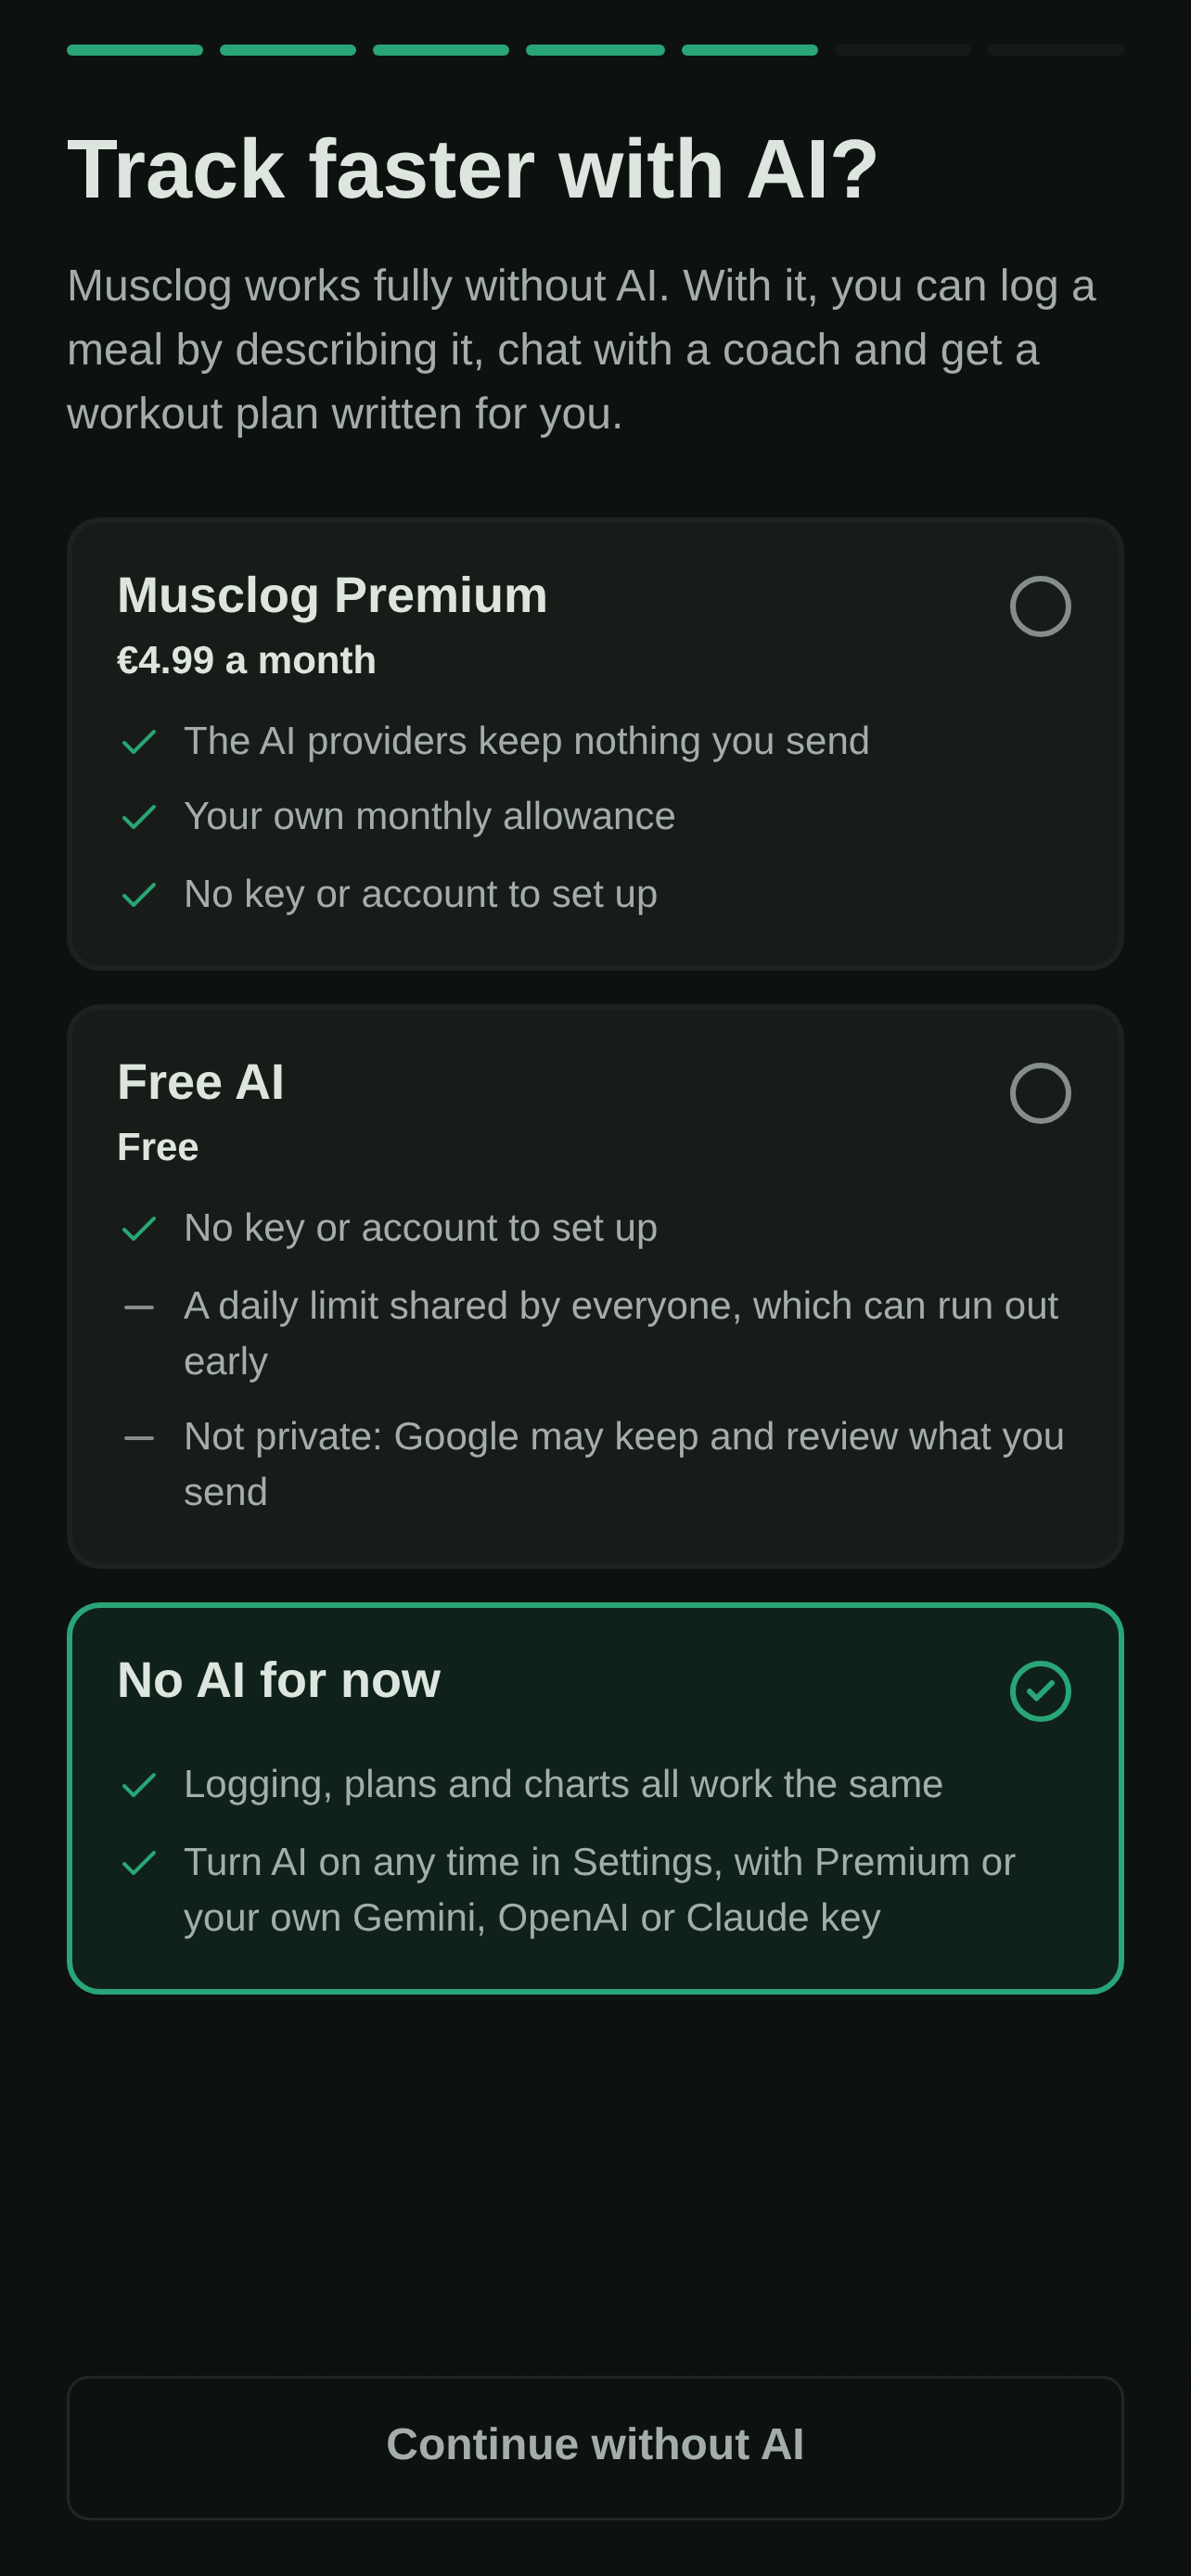 Track faster with AI?
Musclog works fully without AI. With it, you can log a
meal by describing it, chat with a coach and get a
workout plan written for you.
Musclog Premium
€4.99 a month
The AI providers keep nothing you send
Your own monthly allowance
No key or account to set up
Free AI
Free
No key or account to set up
A daily limit shared by everyone, which can run out
early
Not private: Google may keep and review what you
send
No AI for now
Logging, plans and charts all work the same
Turn AI on any time in Settings, with Premium or
your own Gemini, OpenAI or Claude key
Continue without AI